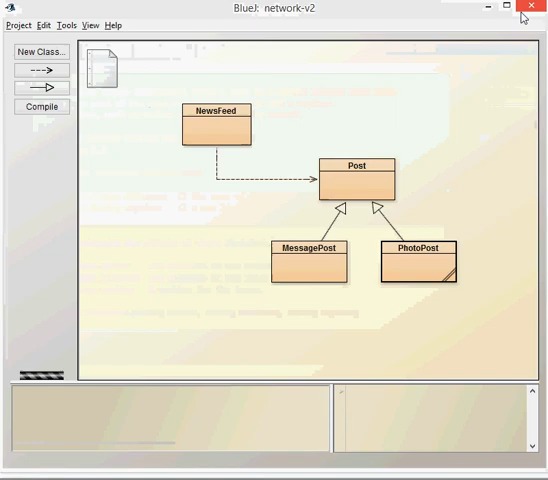 BlueJ: network-v2
Project Edit Tools View Help
New Class...
Compile
NewsFeed
Post
MessagePost
PhotoPost